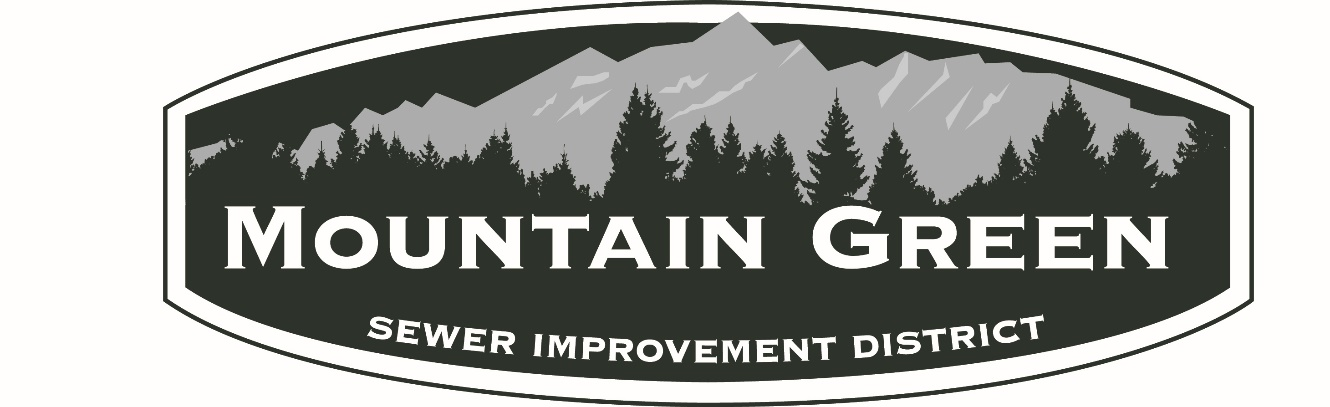 MOUNTAIN GREEN
SEWER IMPROVEMENT DISTRICT